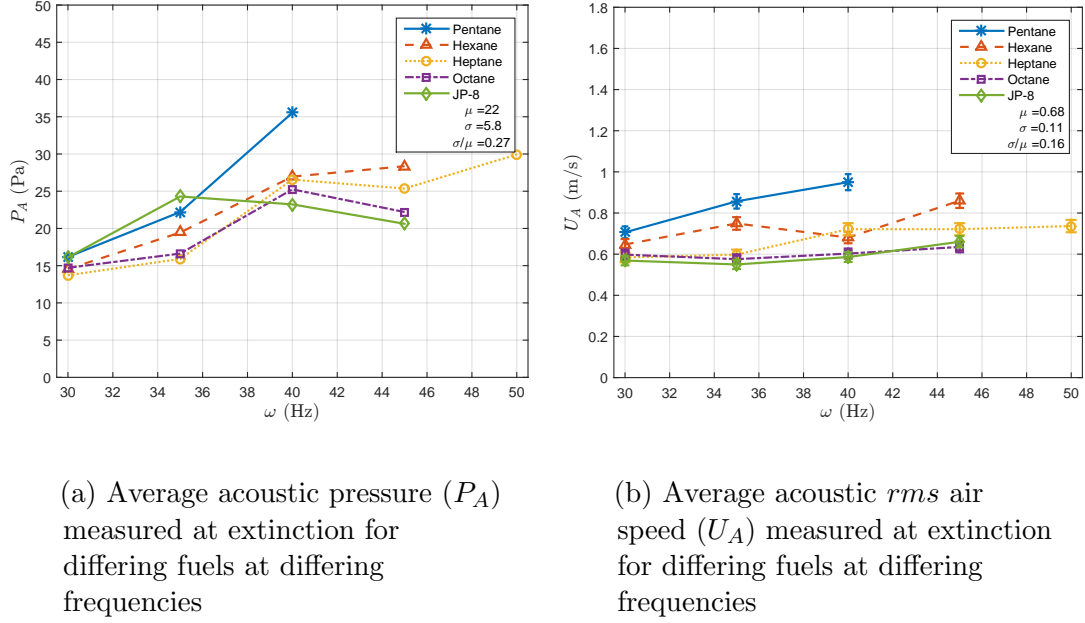 50
45
40
35
30
25
20
15
10
5
0
P_A (Pa)
30 32 34 36 38 40 42 44 46 48 50
ω (Hz)
Pentane
Hexane
Heptane
Octane
JP-8
μ =22
σ =5.8
σ/μ =0.27
1.8
1.6
1.4
1.2
1
0.8
0.6
0.4
0.2
0
U_A (m/s)
30 32 34 36 38 40 42 44 46 48 50
ω (Hz)
Pentane
Hexane
Heptane
Octane
JP-8
μ =0.68
σ =0.11
σ/μ =0.16
(a) Average acoustic pressure (P_A)
measured at extinction for
differing fuels at differing
frequencies
(b) Average acoustic rms air
speed (U_A) measured at extinction
for differing fuels at differing
frequencies